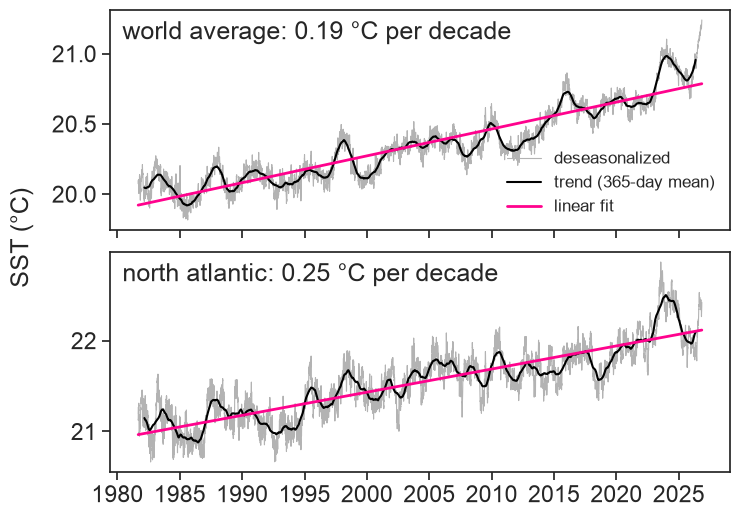 world average: 0.19 °C per decade
21.0
20.5
20.0
deseasonalized
trend (365-day mean)
linear fit
SST (°C)
north atlantic: 0.25 °C per decade
22
21
1980 1985 1990 1995 2000 2005 2010 2015 2020 2025